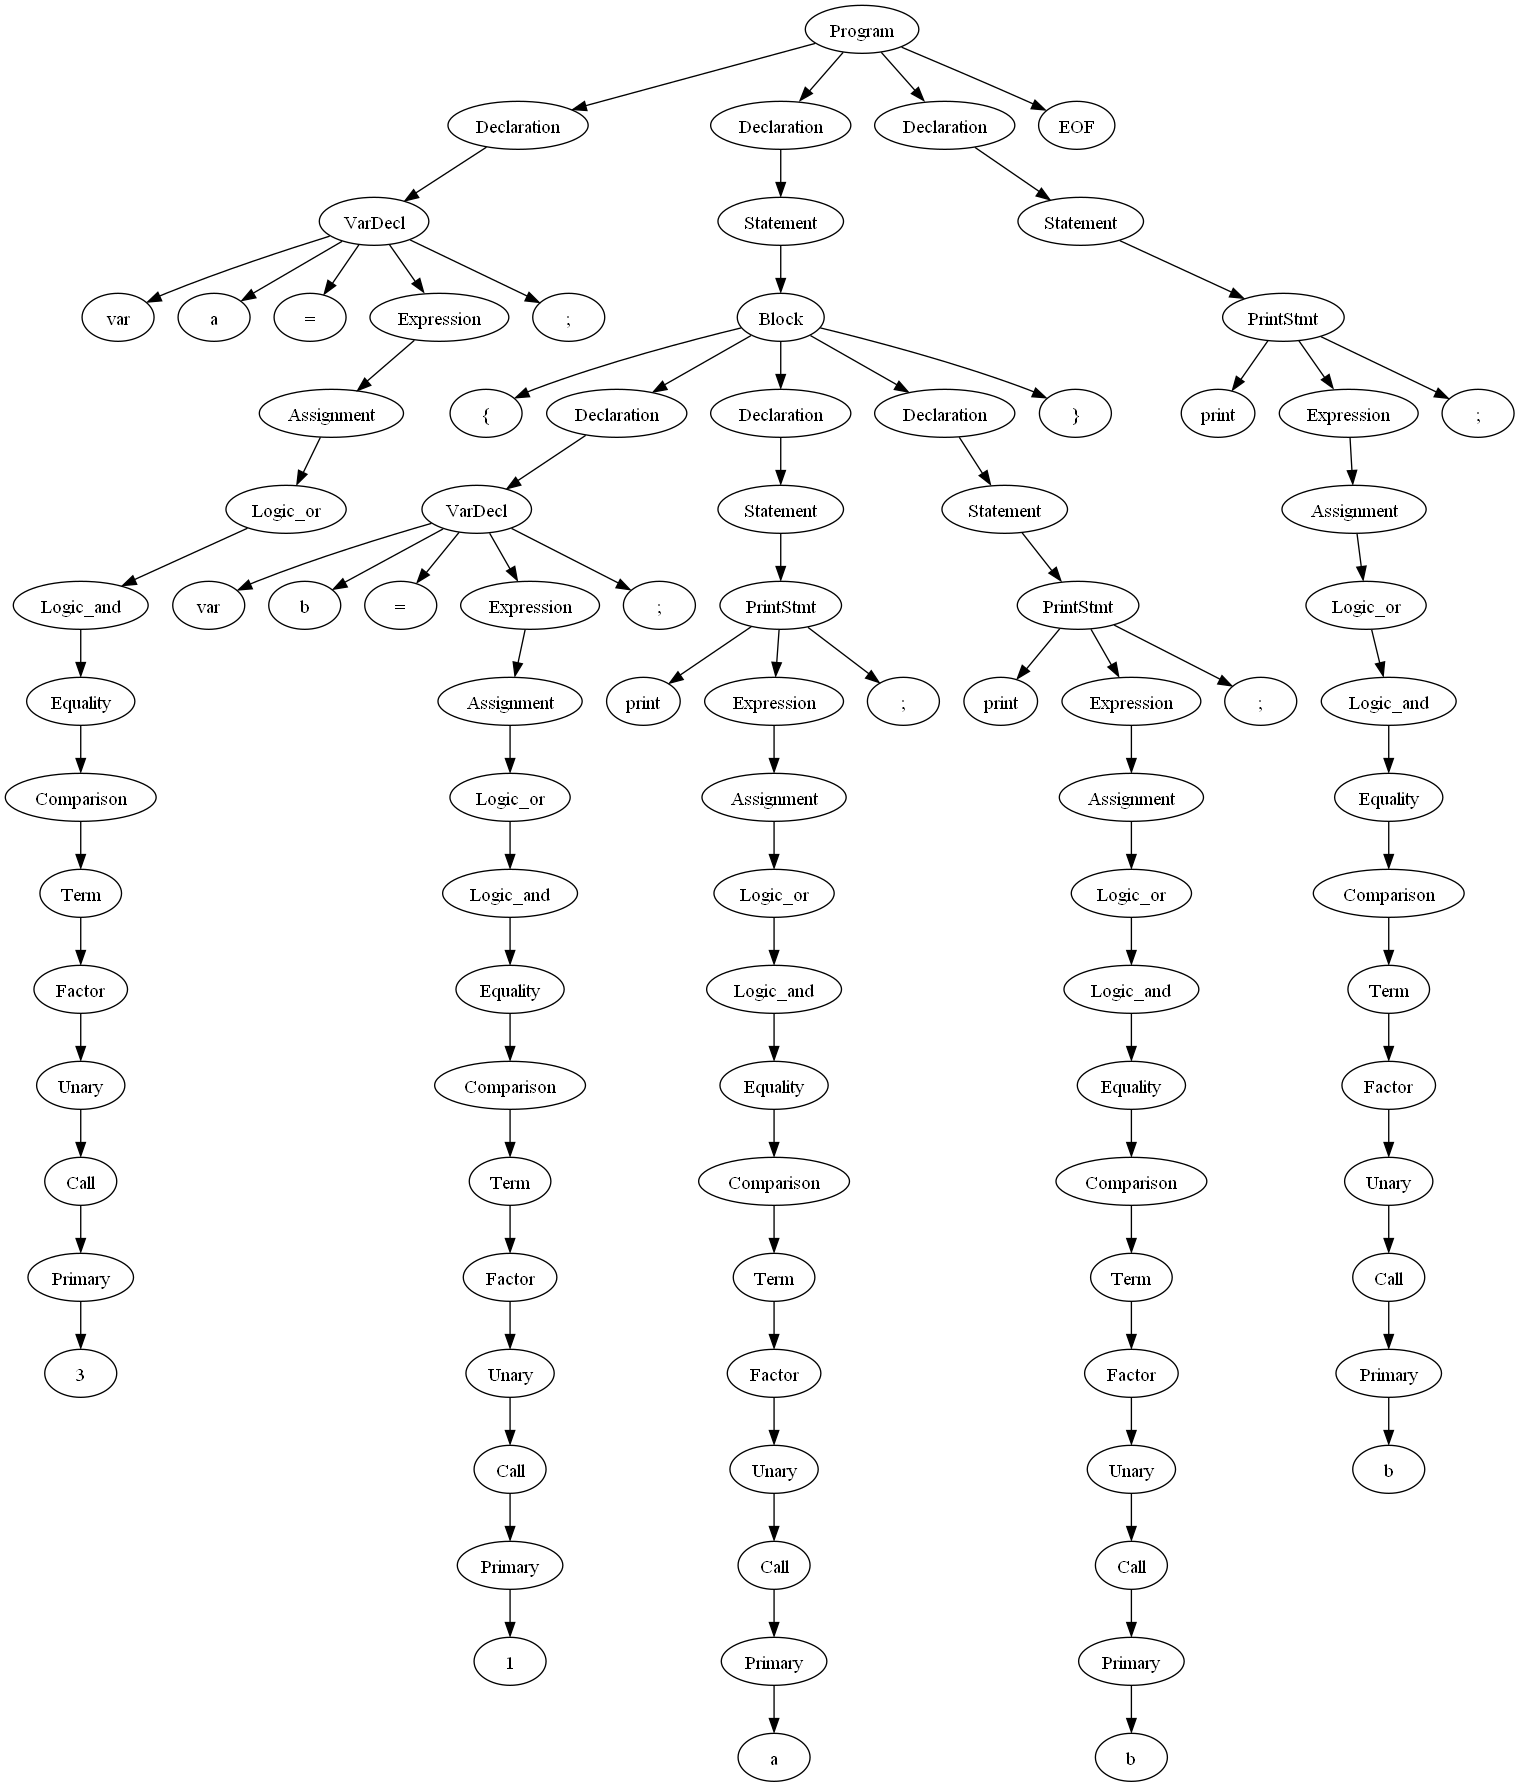 Program
Declaration Declaration Declaration EOF
VarDecl Statement Statement
var a = Expression ; Block PrintStmt
Assignment { Declaration Declaration Declaration } print Expression ;
Logic_or VarDecl Statement Statement Assignment
Logic_and var b = Expression ; PrintStmt PrintStmt Logic_or
Equality Assignment print Expression ; print Expression ; Logic_and
Comparison Logic_or Assignment Assignment Equality
Term Logic_and Logic_or Logic_or Comparison
Factor Equality Logic_and Logic_and Term
Unary Comparison Equality Equality Factor
Call Term Comparison Comparison Unary
Primary Factor Term Term Call
3 Unary Factor Factor Primary
Call Unary Unary b
Primary Call Call
1 Primary Primary
a b